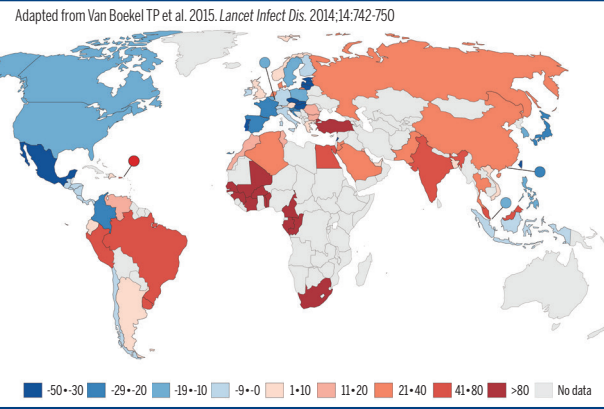 Adapted from Van Boekel TP et al. 2015. Lancet Infect Dis. 2014;14:742-750
-50•-30 -29•-20 -19•-10 -9•-0 1•10 11•20 21•40 41•80 >80 No data